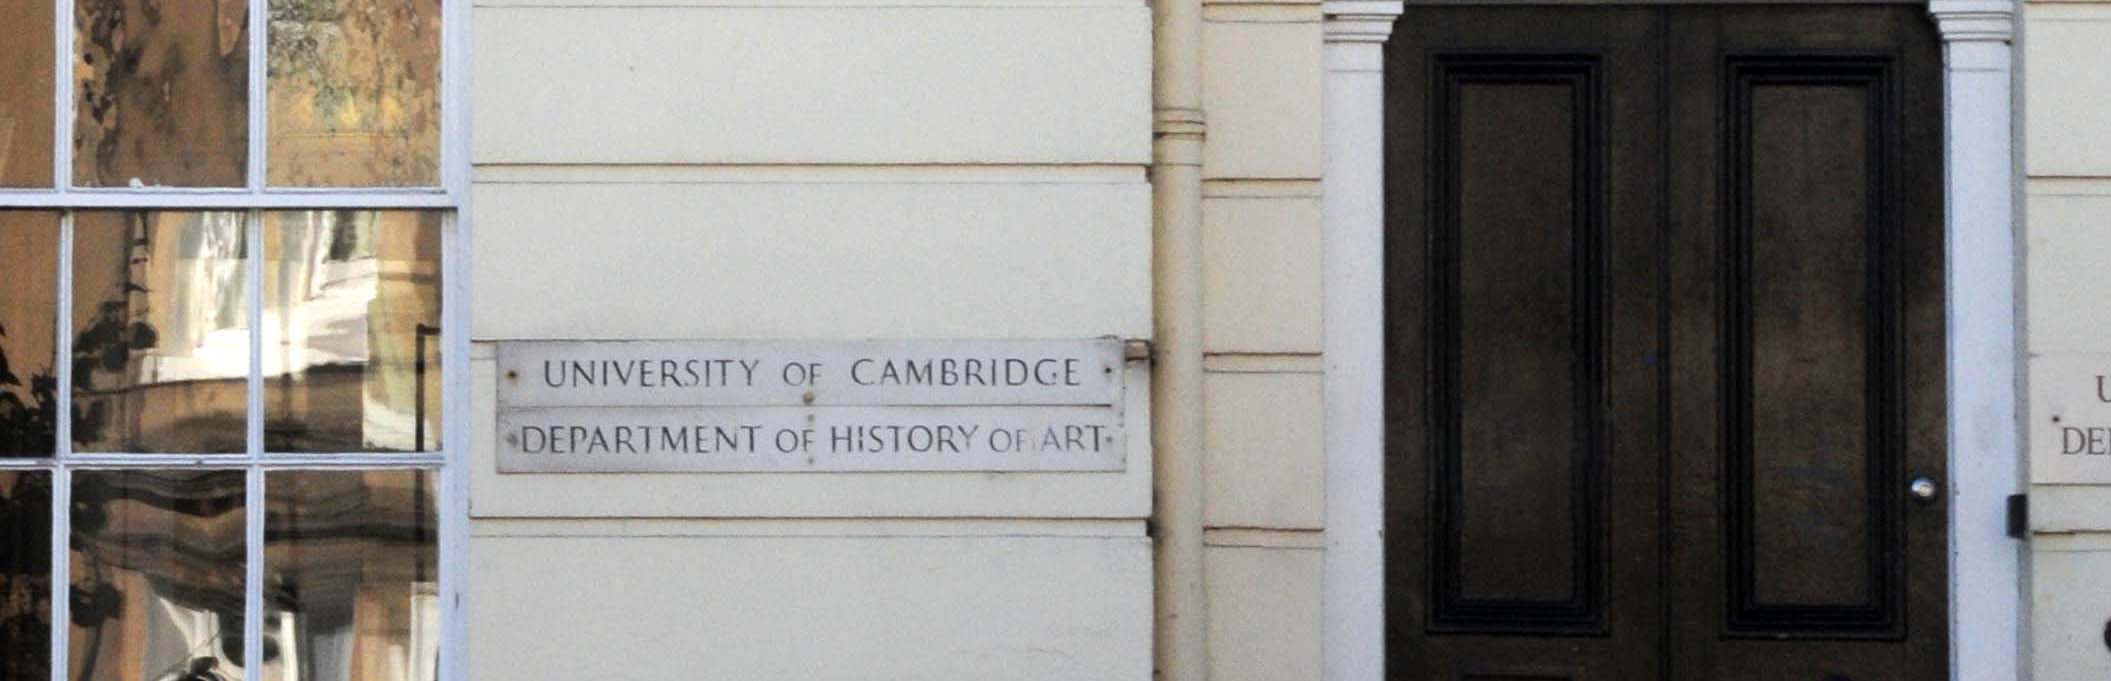 UNIVERSITY OF CAMBRIDGE
DEPARTMENT OF HISTORY OF ART